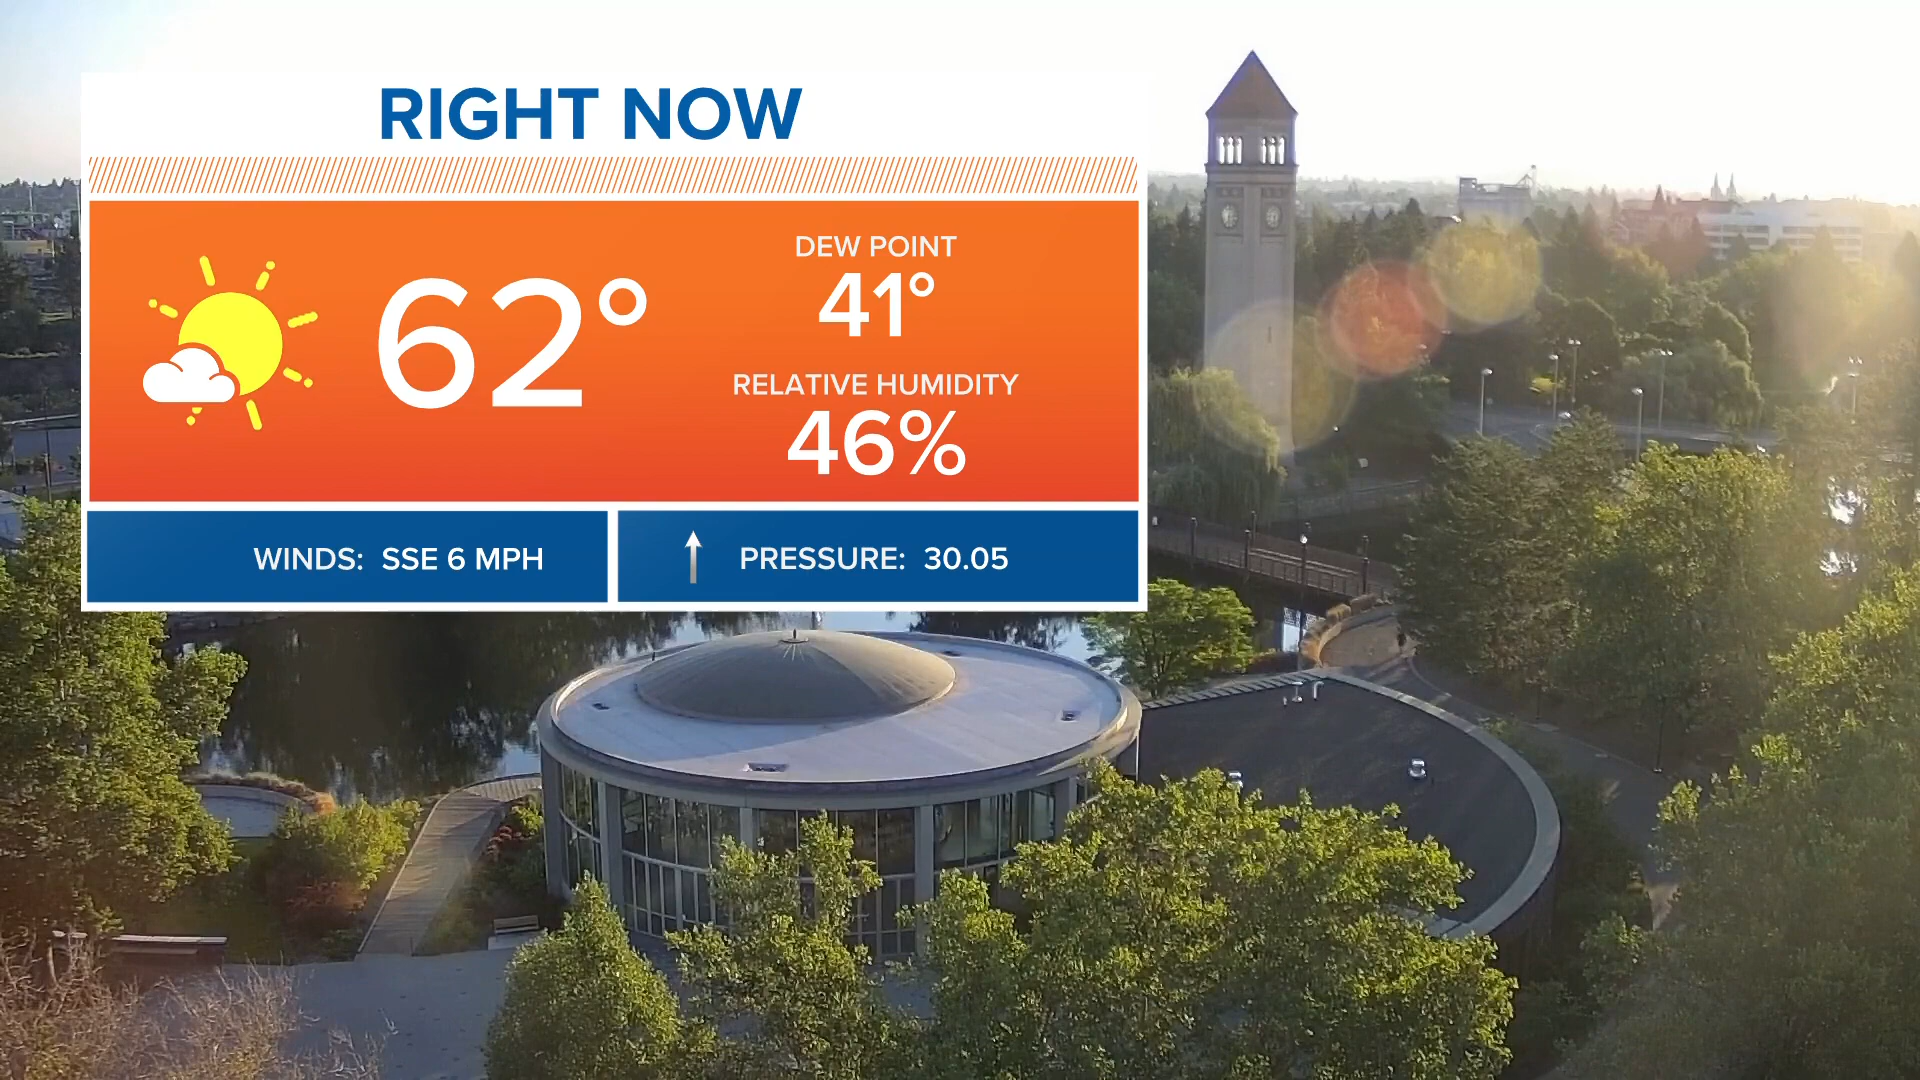 RIGHT NOW
62°
DEW POINT
41°
RELATIVE HUMIDITY
46%
WINDS: SSE 6 MPH
PRESSURE: 30.05